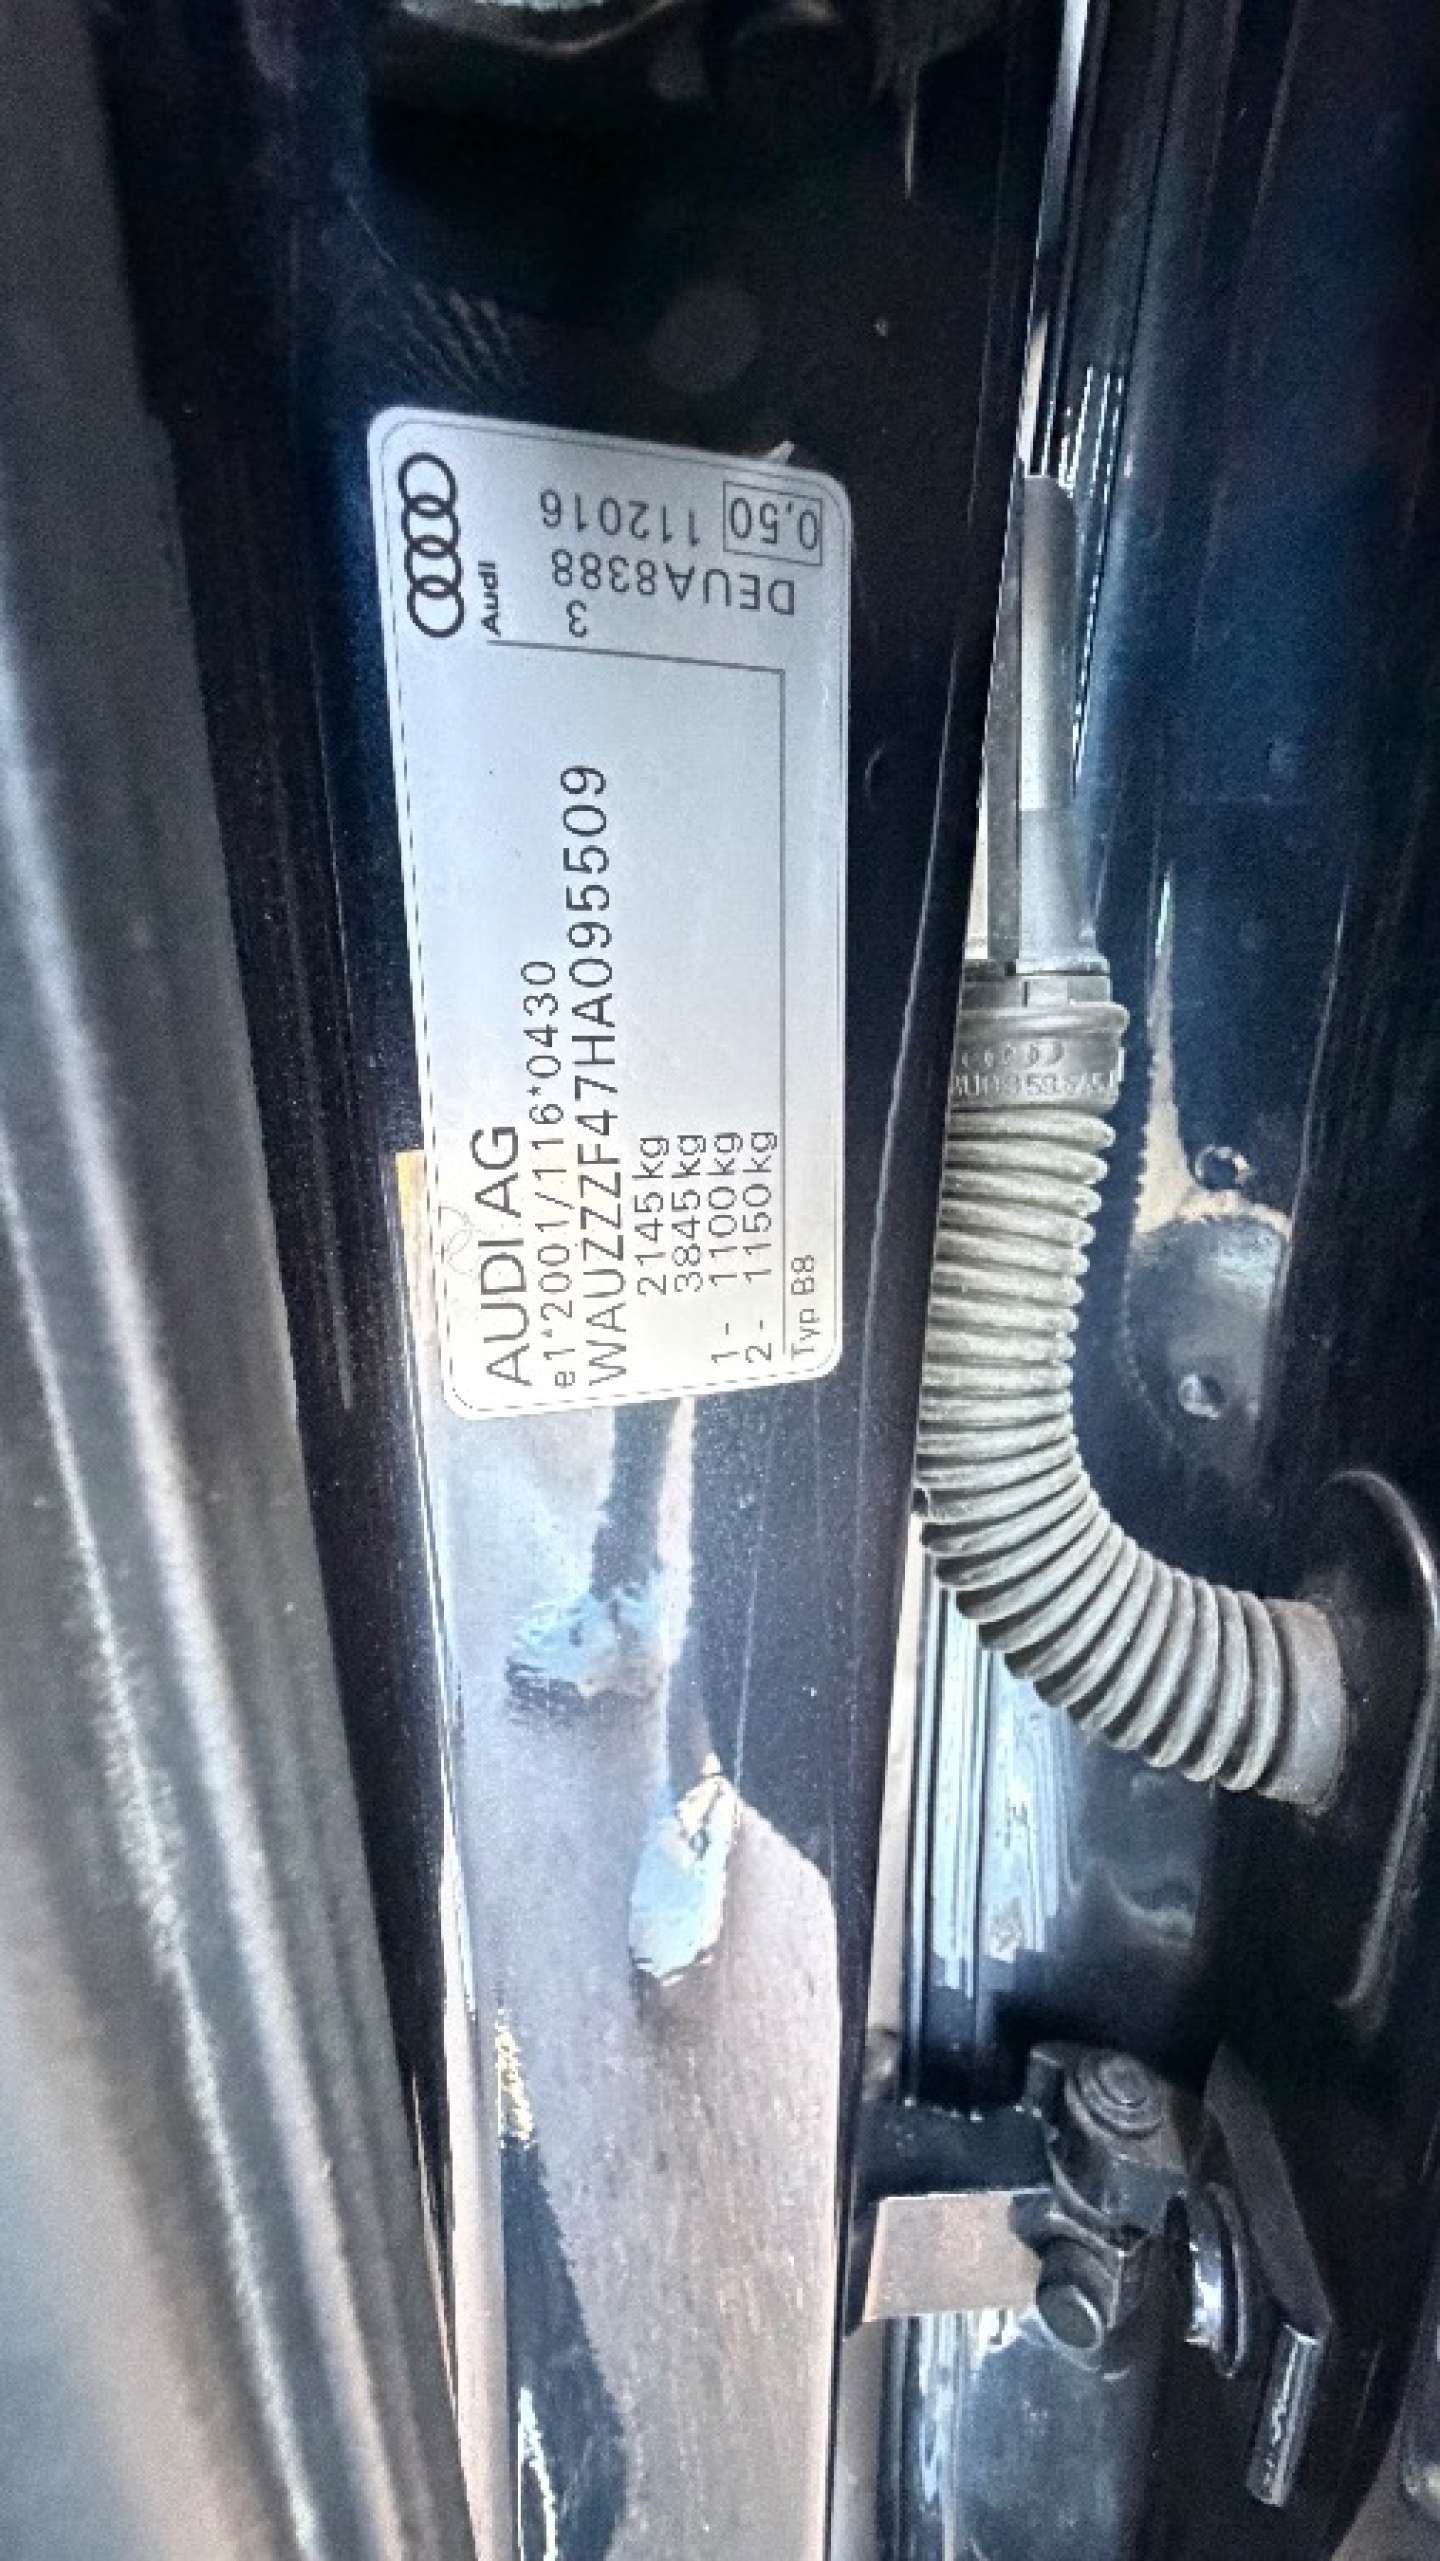 AUDI AG
e1*2001/116*0430
WAUZZZF47HA095509
2145kg
3845kg
1- 1100kg
2- 1150kg
Typ B8
Audi
3
DEUA8388
112016
0,50